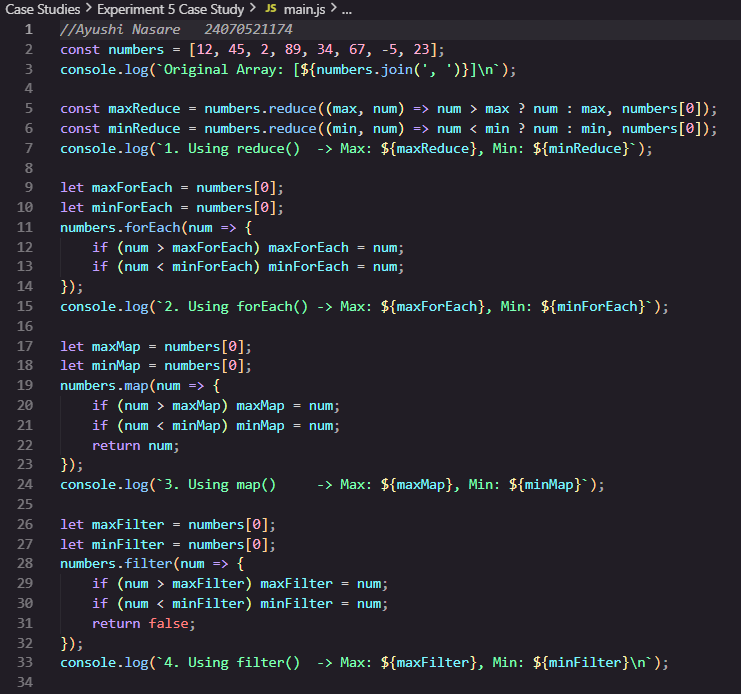 Case Studies > Experiment 5 Case Study > JS main.js > ...
1 //Ayushi Nasare   24070521174
2 const numbers = [12, 45, 2, 89, 34, 67, -5, 23];
3 console.log(`Original Array: [${numbers.join(', ')}]\n`);
4
5 const maxReduce = numbers.reduce((max, num) => num > max ? num : max, numbers[0]);
6 const minReduce = numbers.reduce((min, num) => num < min ? num : min, numbers[0]);
7 console.log(`1. Using reduce()  -> Max: ${maxReduce}, Min: ${minReduce}`);
8
9 let maxForEach = numbers[0];
10 let minForEach = numbers[0];
11 numbers.forEach(num => {
12     if (num > maxForEach) maxForEach = num;
13     if (num < minForEach) minForEach = num;
14 });
15 console.log(`2. Using forEach() -> Max: ${maxForEach}, Min: ${minForEach}`);
16
17 let maxMap = numbers[0];
18 let minMap = numbers[0];
19 numbers.map(num => {
20     if (num > maxMap) maxMap = num;
21     if (num < minMap) minMap = num;
22     return num;
23 });
24 console.log(`3. Using map()     -> Max: ${maxMap}, Min: ${minMap}`);
25
26 let maxFilter = numbers[0];
27 let minFilter = numbers[0];
28 numbers.filter(num => {
29     if (num > maxFilter) maxFilter = num;
30     if (num < minFilter) minFilter = num;
31     return false;
32 });
33 console.log(`4. Using filter()  -> Max: ${maxFilter}, Min: ${minFilter}\n`);
34